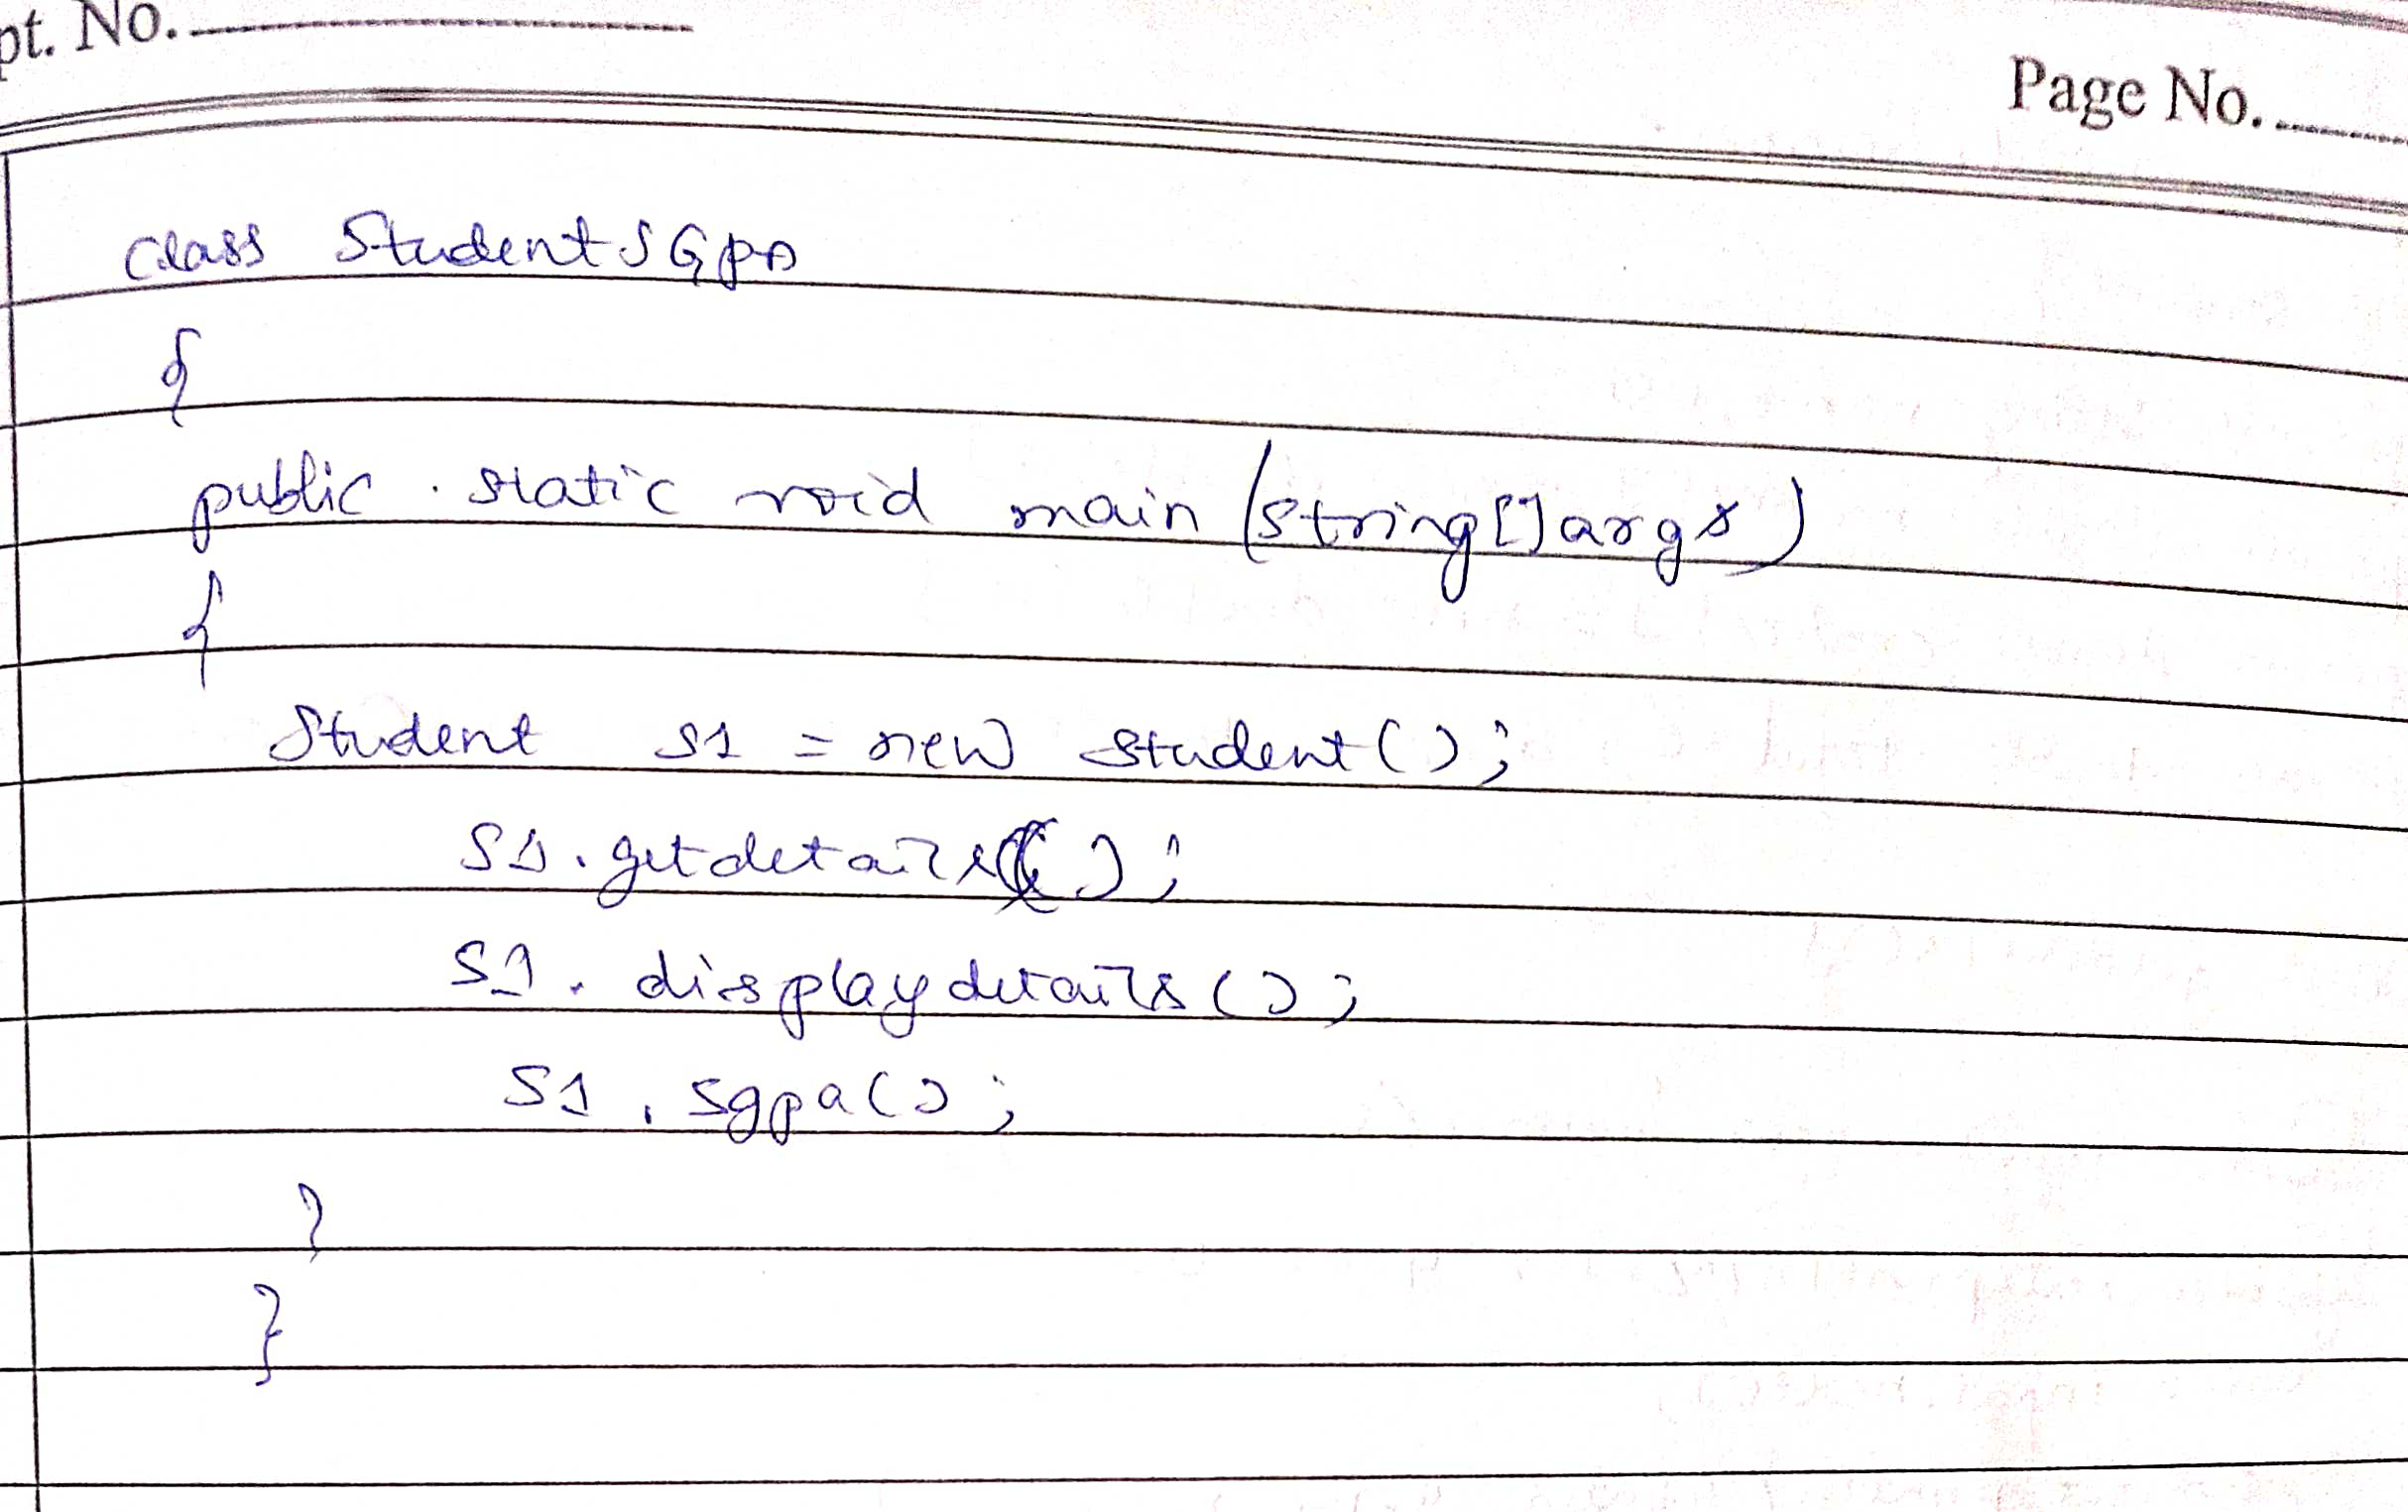 pt. No.
Page No.
class StudentSGpa
{
public static void main (String[] args)
{
Student s1 = new Student();
S1.getdetails();
S1.displaydetails();
S1.sgpa();
}
}